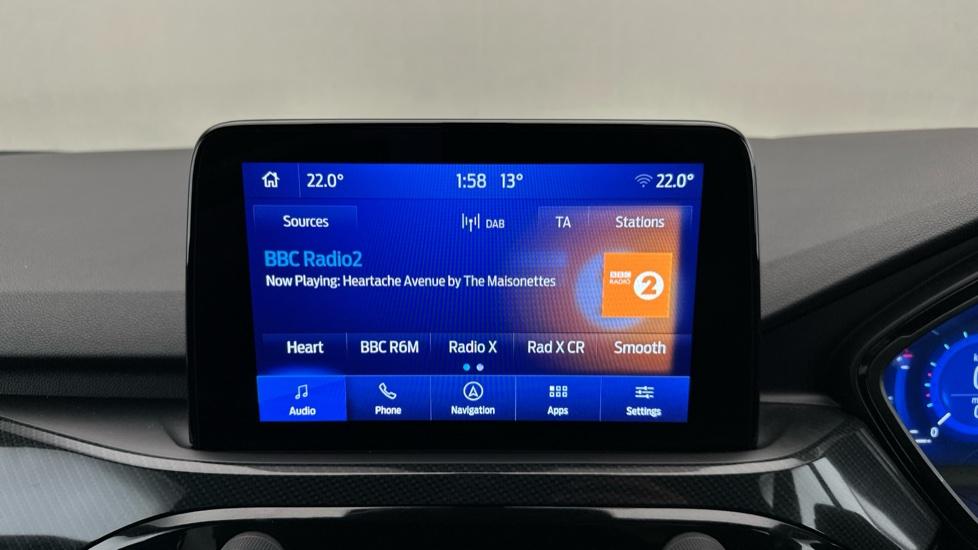 22.0° 1:58 13° 22.0°
Sources DAB TA Stations
BBC Radio2
Now Playing: Heartache Avenue by The Maisonettes
BBC
RADIO 2
Heart BBC R6M Radio X Rad X CR Smooth
Audio Phone Navigation Apps Settings
0